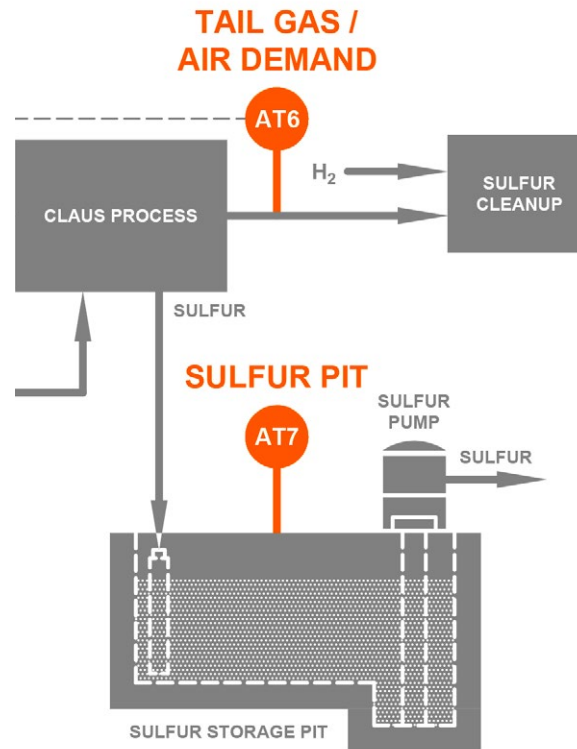 TAIL GAS /
AIR DEMAND
AT6
H₂
CLAUS PROCESS
SULFUR
CLEANUP
SULFUR
SULFUR PIT
AT7
SULFUR
PUMP
SULFUR
SULFUR STORAGE PIT